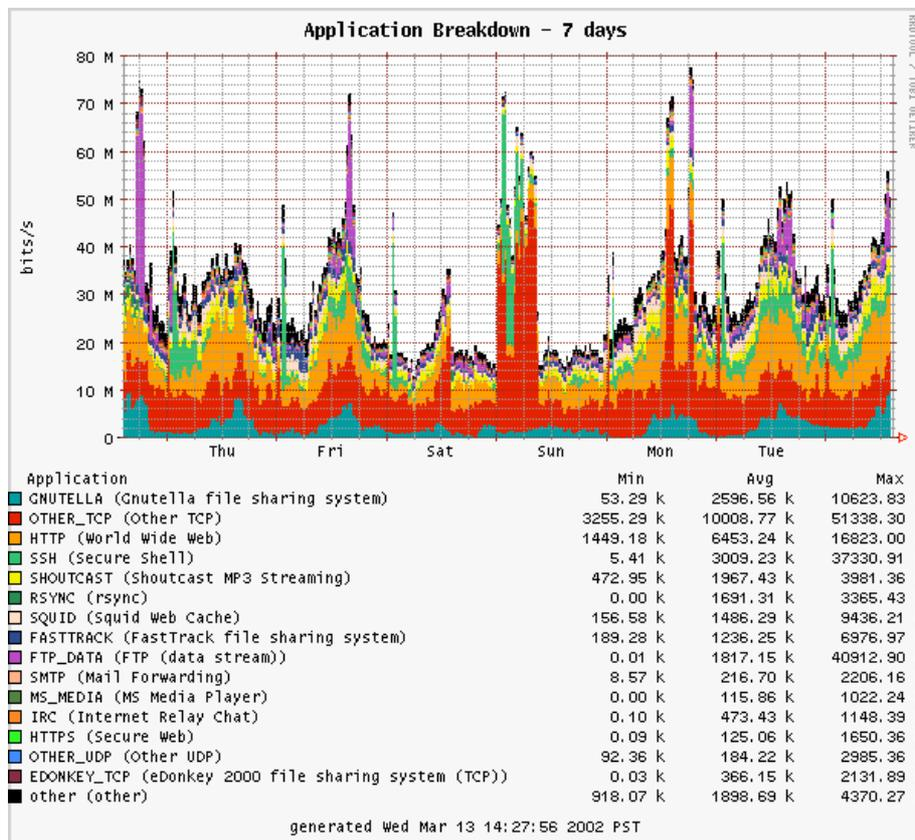 Application Breakdown - 7 days
RRDTOOL / TOBI OETIKER
bits/s
80 M
70 M
60 M
50 M
40 M
30 M
20 M
10 M
0
Thu Fri Sat Sun Mon Tue
Application Min Avg Max
GNUTELLA (Gnutella file sharing system) 53.29 k 2596.56 k 10623.83
OTHER_TCP (Other TCP) 3255.29 k 10008.77 k 51338.30
HTTP (World Wide Web) 1449.18 k 6453.24 k 16823.00
SSH (Secure Shell) 5.41 k 3009.23 k 37330.91
SHOUTCAST (Shoutcast MP3 Streaming) 472.95 k 1967.43 k 3981.36
RSYNC (rsync) 0.00 k 1691.31 k 3365.43
SQUID (Squid Web Cache) 156.58 k 1486.29 k 9436.21
FASTTRACK (FastTrack file sharing system) 189.28 k 1236.25 k 6976.97
FTP_DATA (FTP (data stream)) 0.01 k 1817.15 k 40912.90
SMTP (Mail Forwarding) 8.57 k 216.70 k 2206.16
MS_MEDIA (MS Media Player) 0.00 k 115.86 k 1022.24
IRC (Internet Relay Chat) 0.10 k 473.43 k 1148.39
HTTPS (Secure Web) 0.09 k 125.06 k 1650.36
OTHER_UDP (Other UDP) 92.36 k 184.22 k 2985.36
EDONKEY_TCP (eDonkey 2000 file sharing system (TCP)) 0.03 k 366.15 k 2131.89
other (other) 918.07 k 1898.69 k 4370.27
generated Wed Mar 13 14:27:56 2002 PST